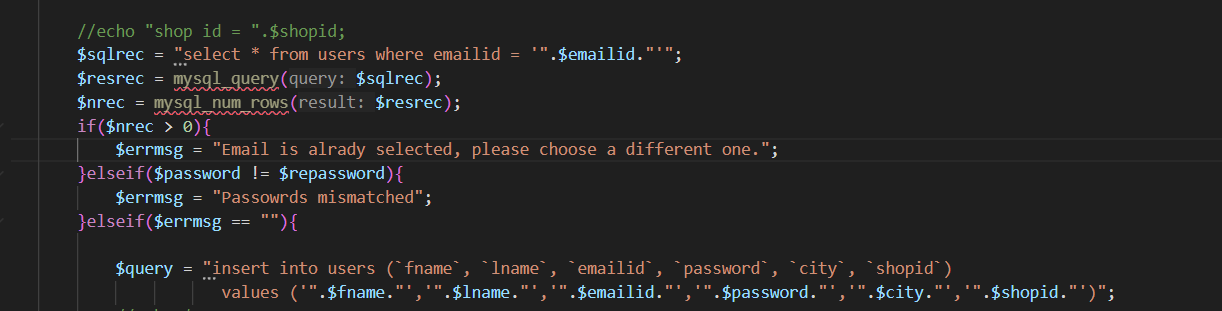 //echo "shop id = ".$shopid;
$sqlrec = "select * from users where emailid = '".$emailid."'";
$resrec = mysql_query(query: $sqlrec);
$nrec = mysql_num_rows(result: $resrec);
if($nrec > 0){
$errmsg = "Email is alrady selected, please choose a different one.";
}elseif($password != $repassword){
$errmsg = "Passowrds mismatched";
}elseif($errmsg == ""){
$query = "insert into users (`fname`, `lname`, `emailid`, `password`, `city`, `shopid`)
values ('".$fname."','".$lname."','".$emailid."','".$password."','".$city."','".$shopid."')";